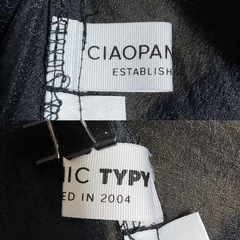 CIAOPAN
ESTABLISH
IC TYPY
ED IN 2004